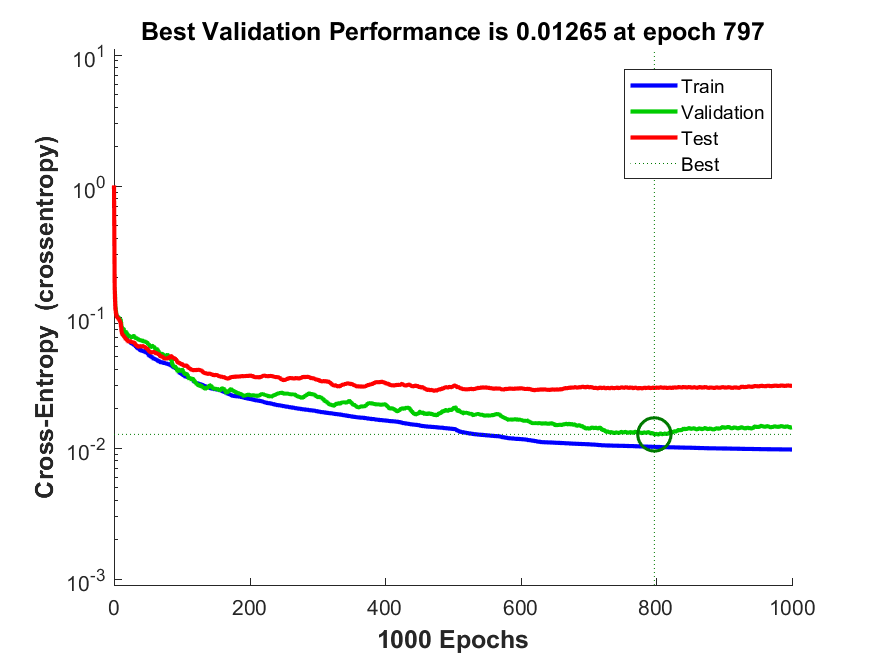 Best Validation Performance is 0.01265 at epoch 797
10^1
10^0
10^-1
10^-2
10^-3
Cross-Entropy (crossentropy)
Train
Validation
Test
Best
0 200 400 600 800 1000
1000 Epochs